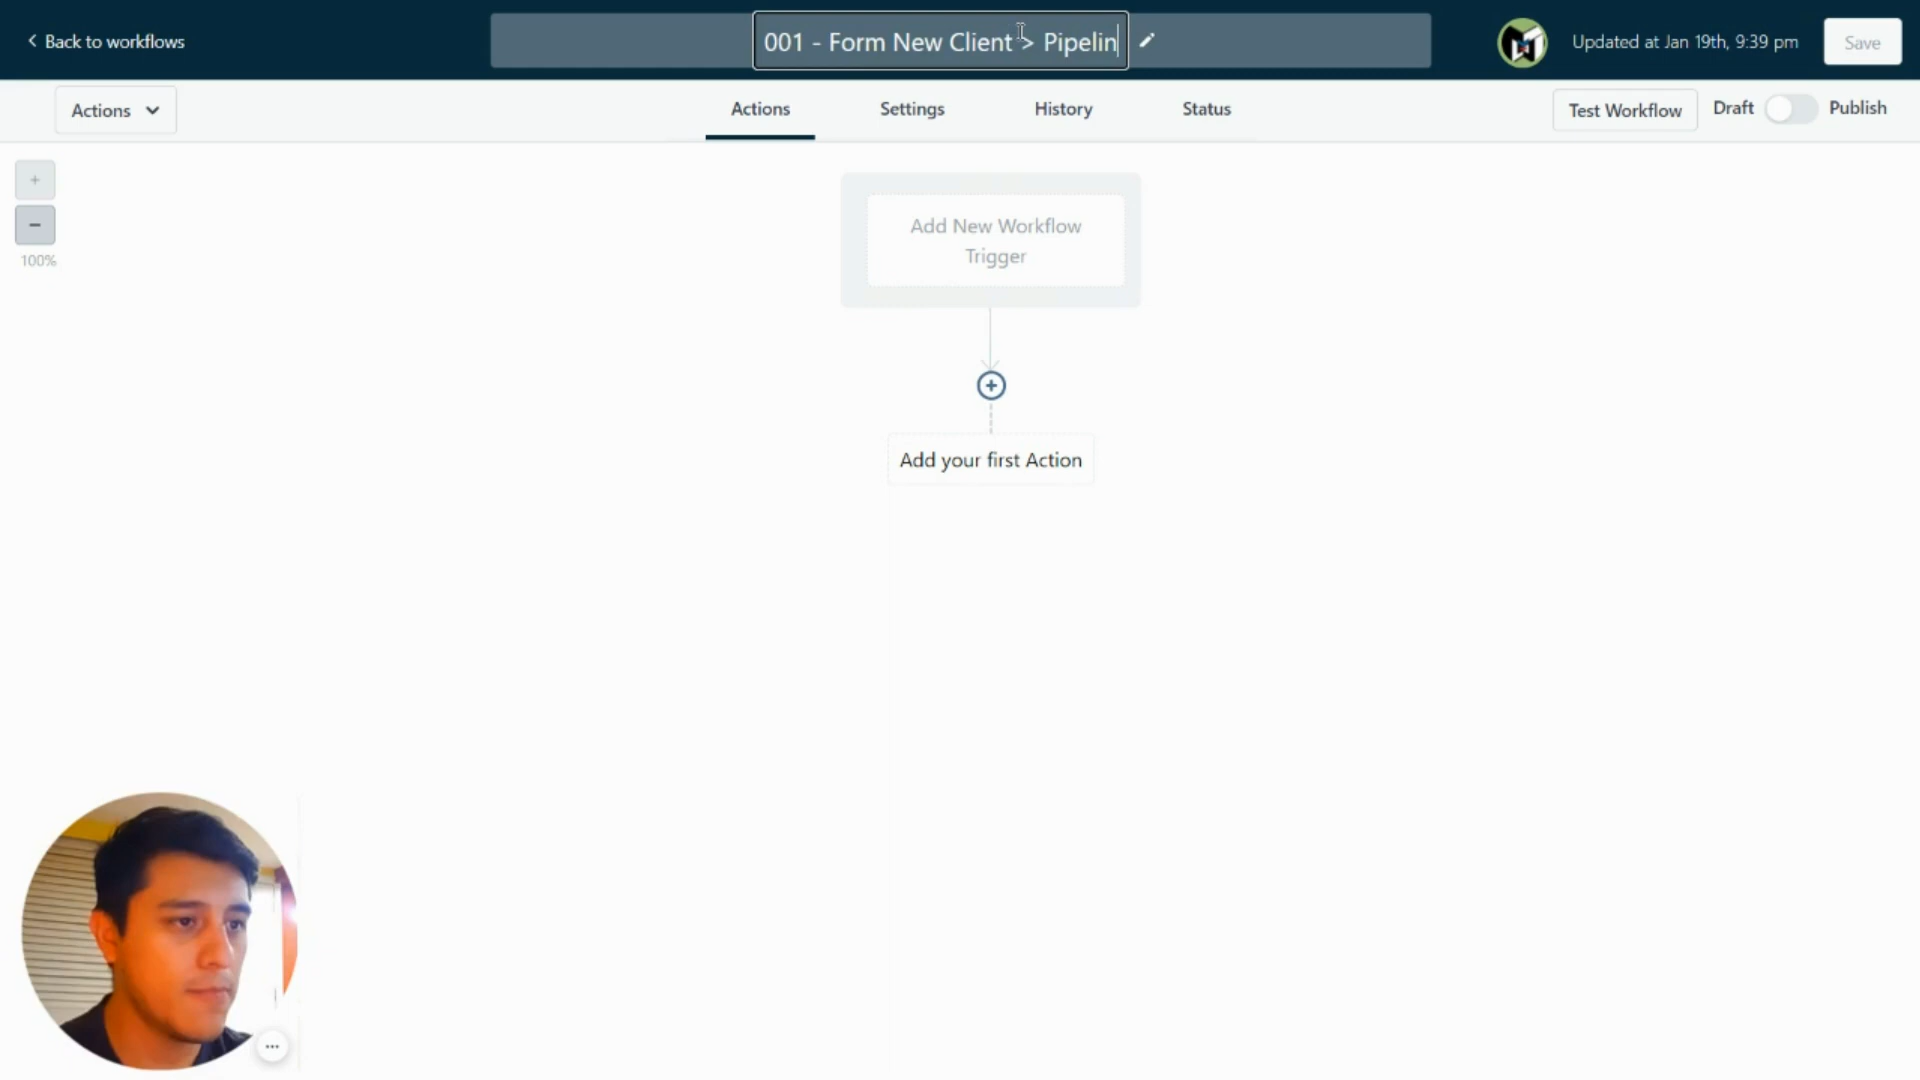 Back to workflows
001 - Form New Client > Pipelin
Updated at Jan 19th, 9:39 pm
Save
Actions
Actions
Settings
History
Status
Test Workflow
Draft
Publish
+
-
100%
Add New Workflow
Trigger
Add your first Action